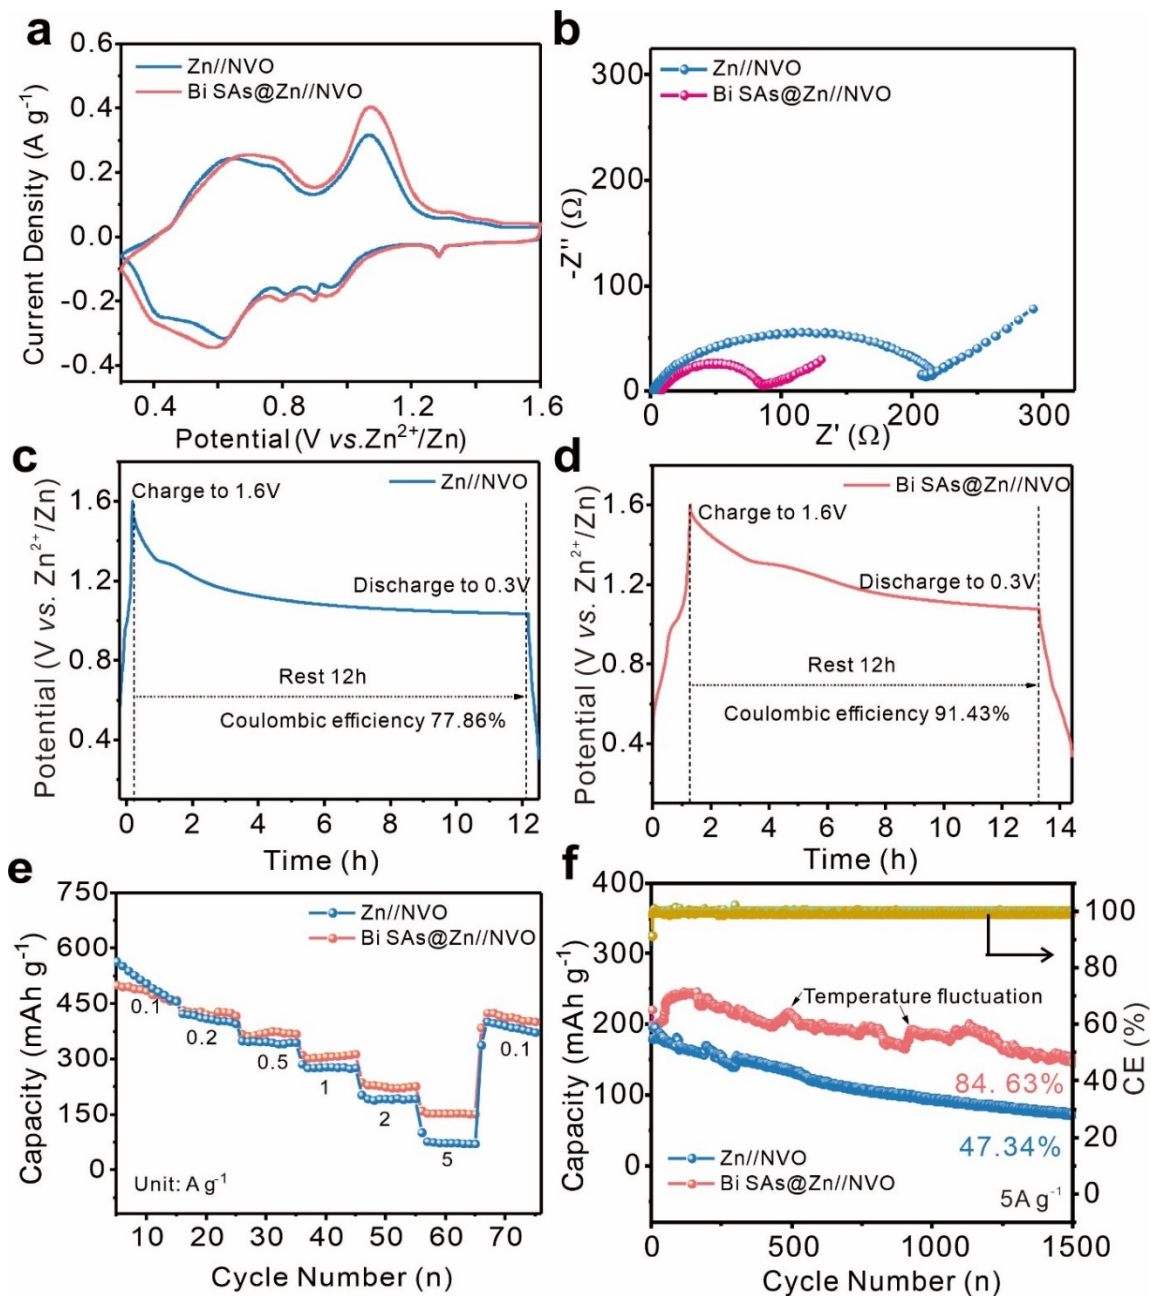 a
Zn//NVO
Bi SAs@Zn//NVO
0.6
0.4
0.2
0.0
-0.2
-0.4
Current Density (A g⁻¹)
0.4
0.8
1.2
1.6
Potential (V vs.Zn²⁺/Zn)
b
Zn//NVO
Bi SAs@Zn//NVO
300
200
100
0
-Z'' (Ω)
0
100
200
300
Z' (Ω)
c
Zn//NVO
Charge to 1.6V
Discharge to 0.3V
Rest 12h
Coulombic efficiency 77.86%
1.6
1.2
0.8
0.4
Potential (V vs. Zn²⁺/Zn)
0
2
4
6
8
10
12
Time (h)
d
Bi SAs@Zn//NVO
Charge to 1.6V
Discharge to 0.3V
Rest 12h
Coulombic efficiency 91.43%
1.6
1.2
0.8
0.4
Potential (V vs. Zn²⁺/Zn)
0
2
4
6
8
10
12
14
Time (h)
e
Zn//NVO
Bi SAs@Zn//NVO
750
600
450
300
150
0
Capacity (mAh g⁻¹)
0.1
0.2
0.5
1
2
5
0.1
Unit: A g⁻¹
10
20
30
40
50
60
70
Cycle Number (n)
f
400
300
200
100
0
Capacity (mAh g⁻¹)
Temperature fluctuation
84. 63%
47.34%
Zn//NVO
Bi SAs@Zn//NVO
5A g⁻¹
100
80
60
40
20
0
CE (%)
0
500
1000
1500
Cycle Number (n)